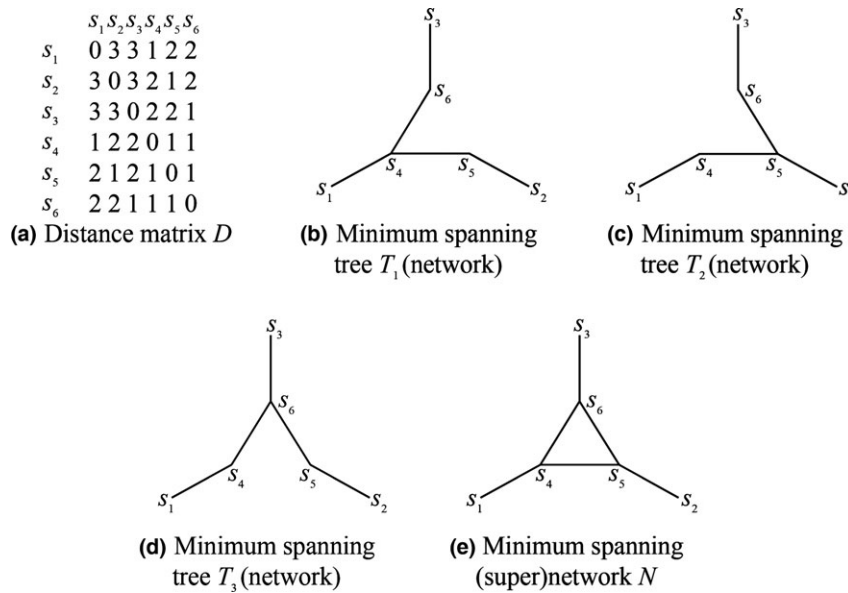 s₁ s₂ s₃ s₄ s₅ s₆
s₁ 0 3 3 1 2 2
s₂ 3 0 3 2 1 2
s₃ 3 3 0 2 2 1
s₄ 1 2 2 0 1 1
s₅ 2 1 2 1 0 1
s₆ 2 2 1 1 1 0
(a) Distance matrix D
s₃
s₆
s₄ s₅
s₁ s₂
(b) Minimum spanning
tree T₁ (network)
s₃
s₆
s₄ s₅
s₁ s
(c) Minimum spanning
tree T₂ (network)
s₃
s₆
s₄ s₅
s₁ s₂
(d) Minimum spanning
tree T₃ (network)
s₃
s₆
s₄ s₅
s₁ s₂
(e) Minimum spanning
(super)network N